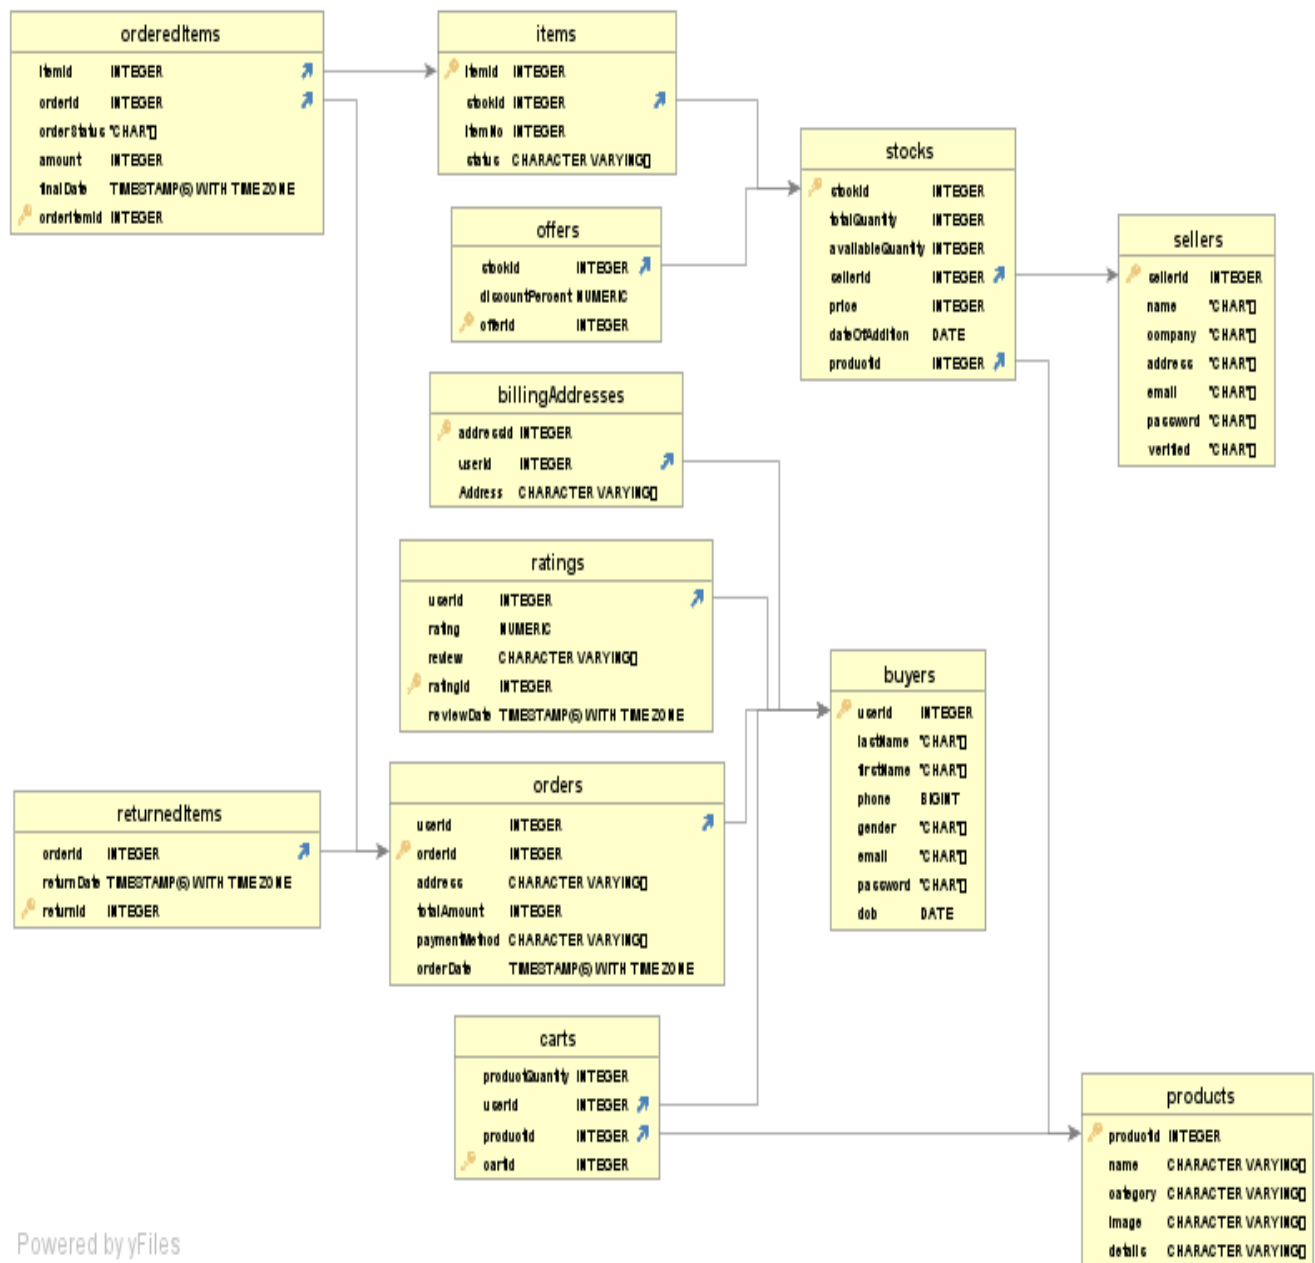 orderedItems
itemId INTEGER
orderId INTEGER
orderStatus "CHAR"[]
amount INTEGER
finalDate TIMESTAMP(6) WITH TIME ZONE
orderItemId INTEGER
items
itemId INTEGER
stockId INTEGER
itemNo INTEGER
status CHARACTER VARYING[]
stocks
stockId INTEGER
totalQuantity INTEGER
availableQuantity INTEGER
sellerId INTEGER
price INTEGER
dateOfAddition DATE
productId INTEGER
offers
stockId INTEGER
discountPercent NUMERIC
offerId INTEGER
sellers
sellerId INTEGER
name "CHAR"[]
company "CHAR"[]
address "CHAR"[]
email "CHAR"[]
password "CHAR"[]
verified "CHAR"[]
billingAddresses
addressId INTEGER
userId INTEGER
Address CHARACTER VARYING[]
ratings
userId INTEGER
rating NUMERIC
review CHARACTER VARYING[]
ratingId INTEGER
reviewDate TIMESTAMP(6) WITH TIME ZONE
buyers
userId INTEGER
lastName "CHAR"[]
firstName "CHAR"[]
phone BIGINT
gender "CHAR"[]
email "CHAR"[]
password "CHAR"[]
dob DATE
returnedItems
orderId INTEGER
returnDate TIMESTAMP(6) WITH TIME ZONE
returnId INTEGER
orders
userId INTEGER
orderId INTEGER
address CHARACTER VARYING[]
totalAmount INTEGER
paymentMethod CHARACTER VARYING[]
orderDate TIMESTAMP(6) WITH TIME ZONE
carts
productQuantity INTEGER
userId INTEGER
productId INTEGER
cartId INTEGER
products
productId INTEGER
name CHARACTER VARYING[]
category CHARACTER VARYING[]
image CHARACTER VARYING[]
details CHARACTER VARYING[]
Powered by yFiles